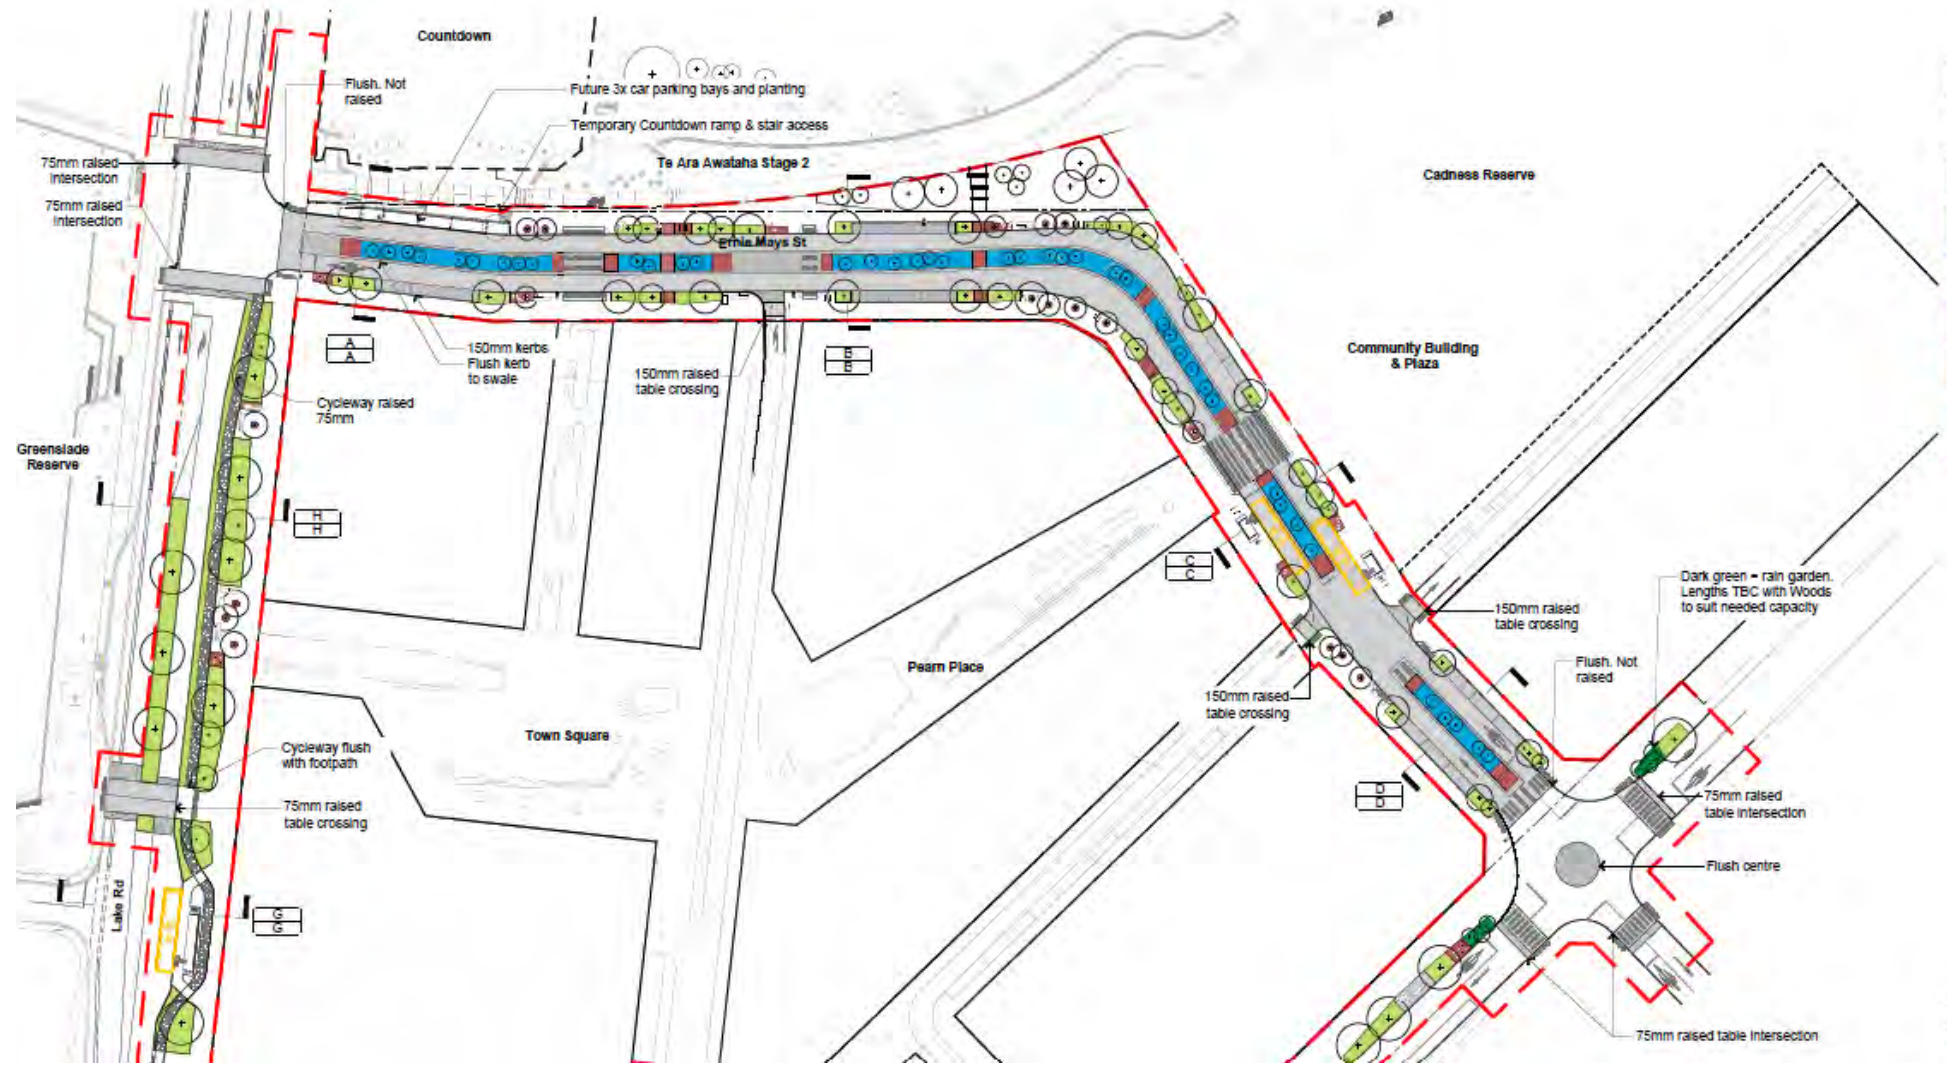 Countdown
Flush. Not
raised
Future 3x car parking bays and planting
Temporary Countdown ramp & stair access
75mm raised
intersection
Te Ara Awataha Stage 2
Cadness Reserve
75mm raised
intersection
Ernie Mays St
A
A
150mm kerbs
Flush kerb
to swale
150mm raised
table crossing
B
B
Community Building
& Plaza
Cycleway raised
75mm
Greenslade
Reserve
H
H
C
C
Dark green = rain garden.
Lengths TBC with Woods
to suit needed capacity
150mm raised
table crossing
Pearn Place
Flush. Not
raised
150mm raised
table crossing
Town Square
Cycleway flush
with footpath
75mm raised
table crossing
D
D
75mm raised
table intersection
Flush centre
Lake Rd
G
G
75mm raised table intersection